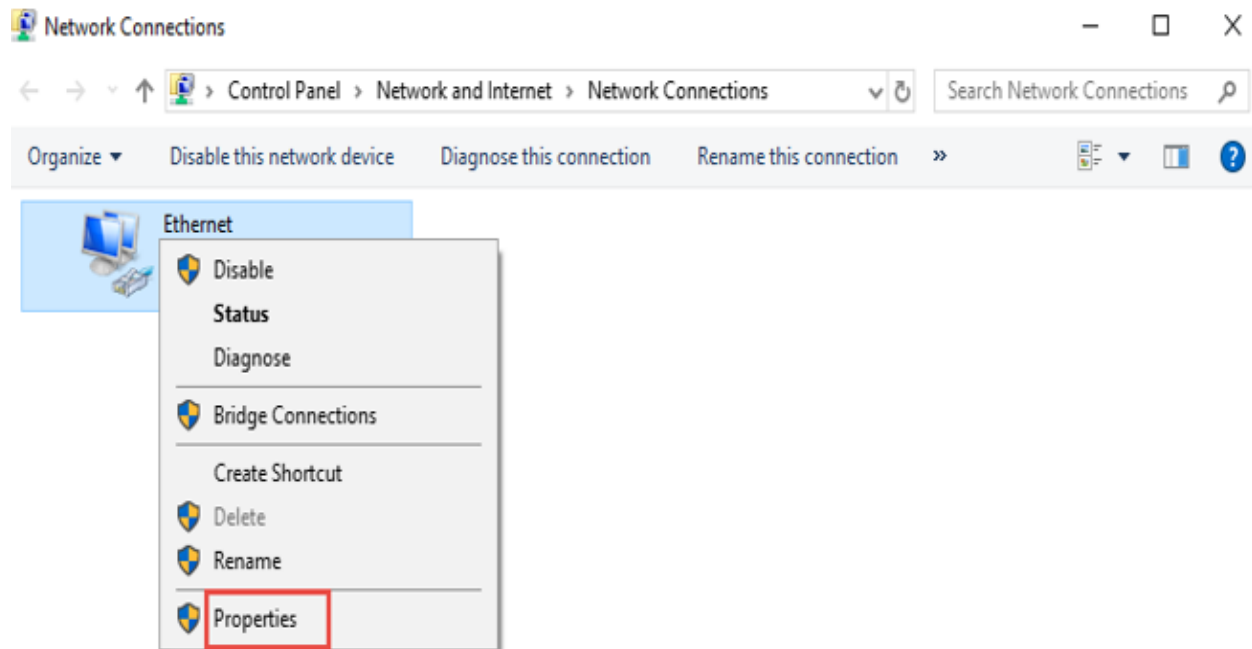 Network Connections
Control Panel > Network and Internet > Network Connections
Search Network Connections
Organize
Disable this network device
Diagnose this connection
Rename this connection
»
?
Ethernet
Disable
Status
Diagnose
Bridge Connections
Create Shortcut
Delete
Rename
Properties